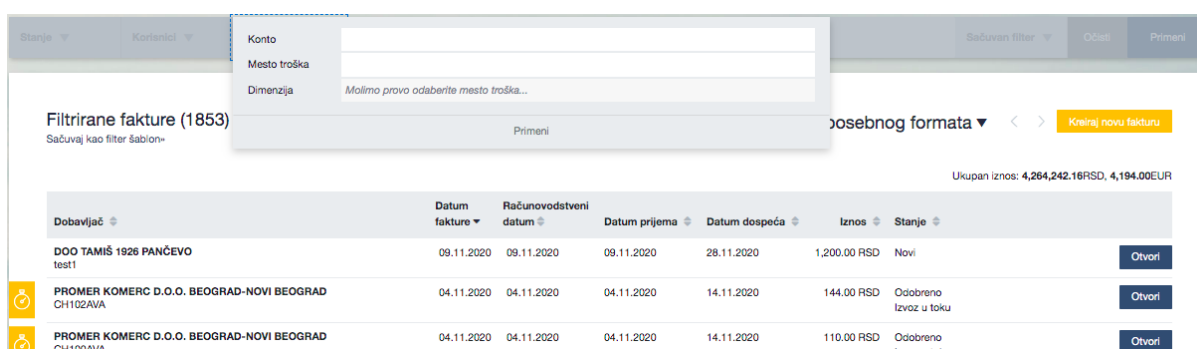 Stanje
Korisnici
Sačuvan filter
Očisti
Primeni
Konto
Mesto troška
Dimenzija
Molimo prvo odaberite mesto troška...
Primeni
Filtrirane fakture (1853)
Sačuvaj kao filter šablon»
posebnog formata
Kreiraj novu fakturu
Ukupan iznos: 4,264,242.16RSD, 4,194.00EUR
Dobavljač
Datum fakture
Računovodstveni datum
Datum prijema
Datum dospeća
Iznos
Stanje
DOO TAMIŠ 1926 PANČEVO
test1
09.11.2020 09.11.2020 09.11.2020 28.11.2020 1,200.00 RSD Novi
Otvori
PROMER KOMERC D.O.O. BEOGRAD-NOVI BEOGRAD
CH102AVA
04.11.2020 04.11.2020 04.11.2020 14.11.2020 144.00 RSD Odobreno
Izvoz u toku
Otvori
PROMER KOMERC D.O.O. BEOGRAD-NOVI BEOGRAD
04.11.2020 04.11.2020 04.11.2020 14.11.2020 110.00 RSD Odobreno
Otvori